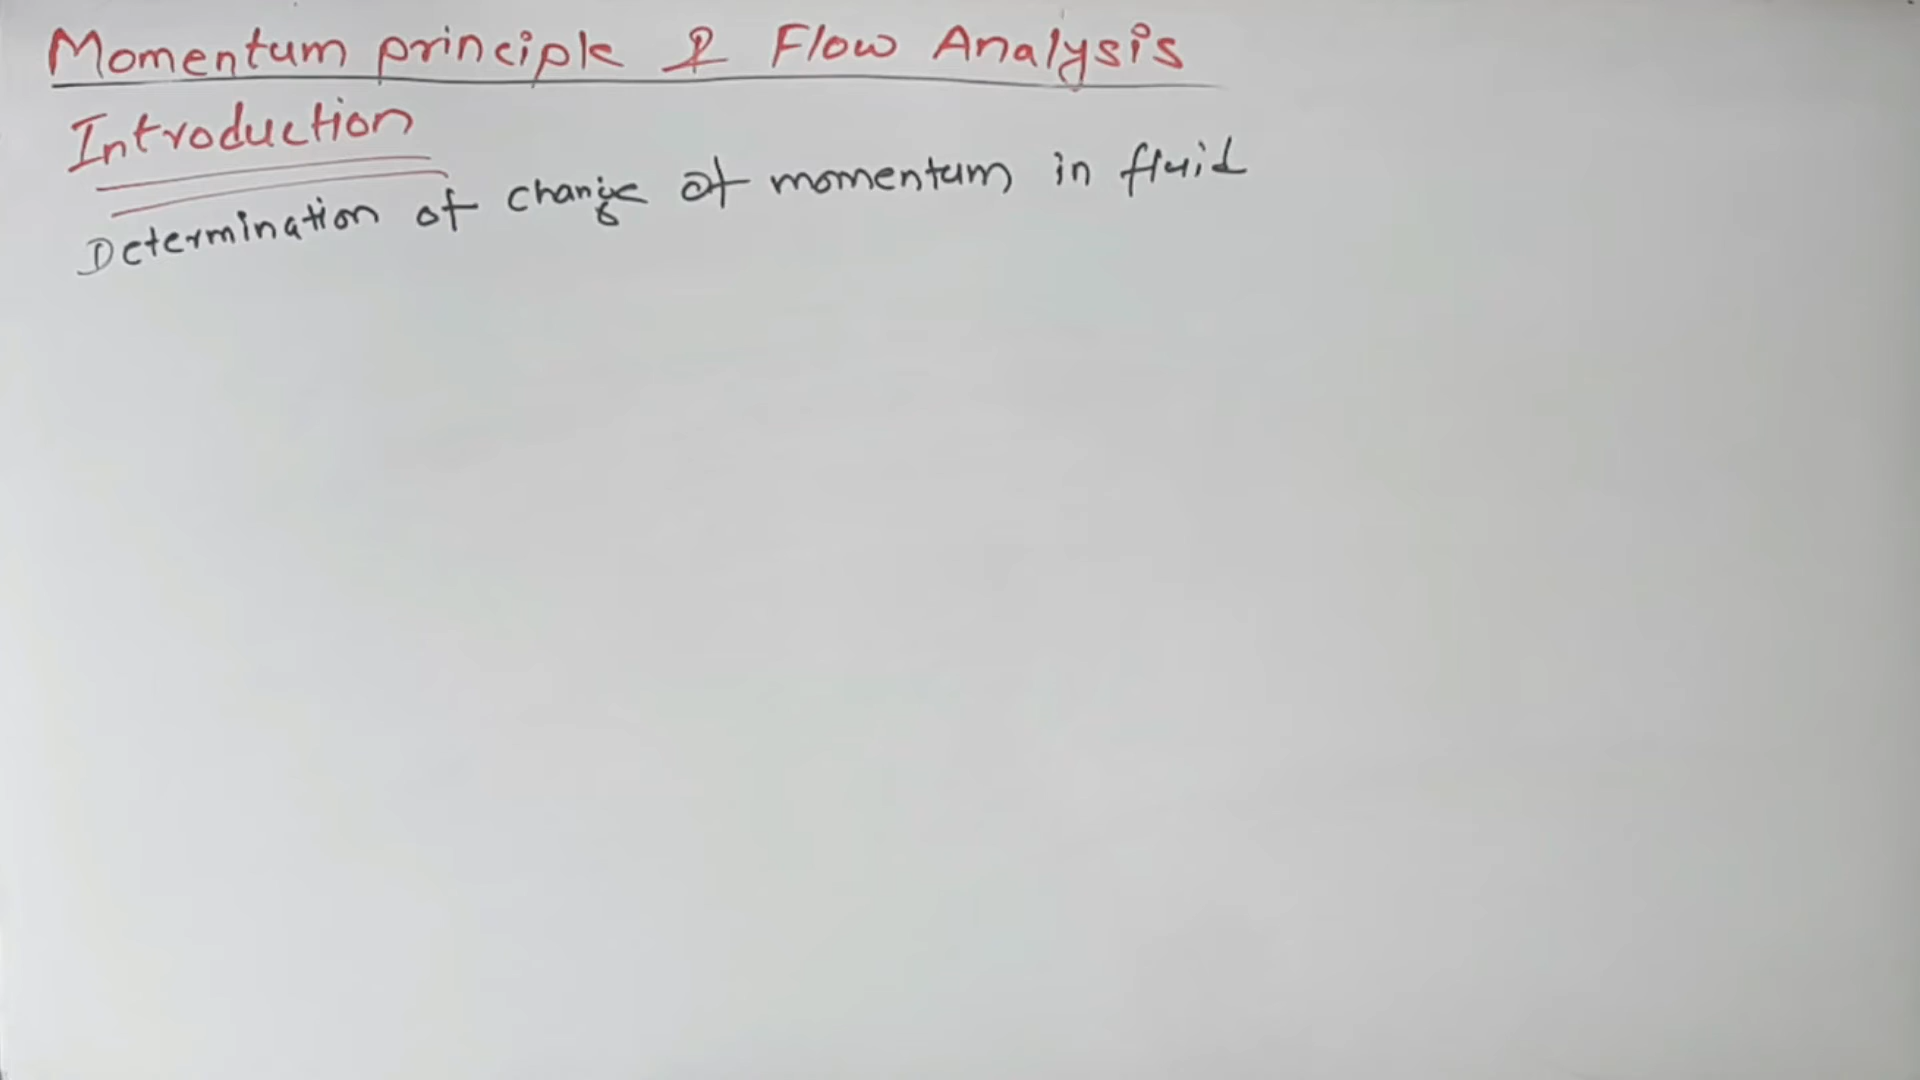 Momentum principle & Flow Analysis
Introduction
Determination of change of momentum in fluid